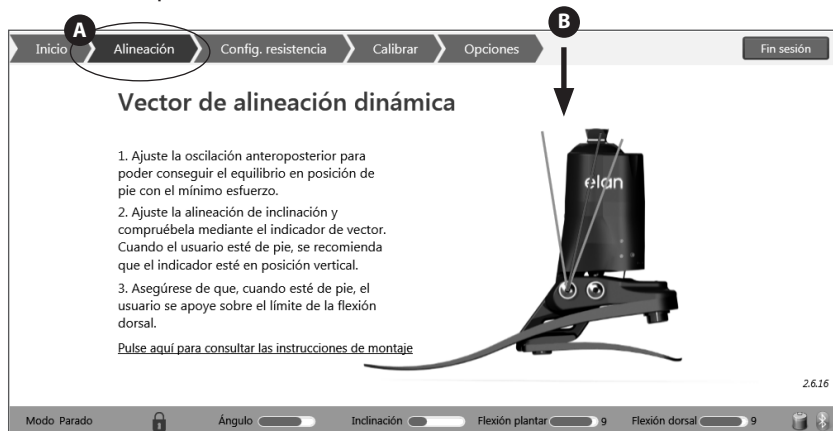 A
B
Inicio
Alineación
Config. resistencia
Calibrar
Opciones
Fin sesión
Vector de alineación dinámica
1. Ajuste la oscilación anteroposterior para
poder conseguir el equilibrio en posición de
pie con el mínimo esfuerzo.
2. Ajuste la alineación de inclinación y
compruébela mediante el indicador de vector.
Cuando el usuario esté de pie, se recomienda
que el indicador esté en posición vertical.
3. Asegúrese de que, cuando esté de pie, el
usuario se apoye sobre el límite de la flexión
dorsal.
Pulse aquí para consultar las instrucciones de montaje
elan
2.6.16
Modo Parado
Ángulo
Inclinación
Flexión plantar
9
Flexión dorsal
9